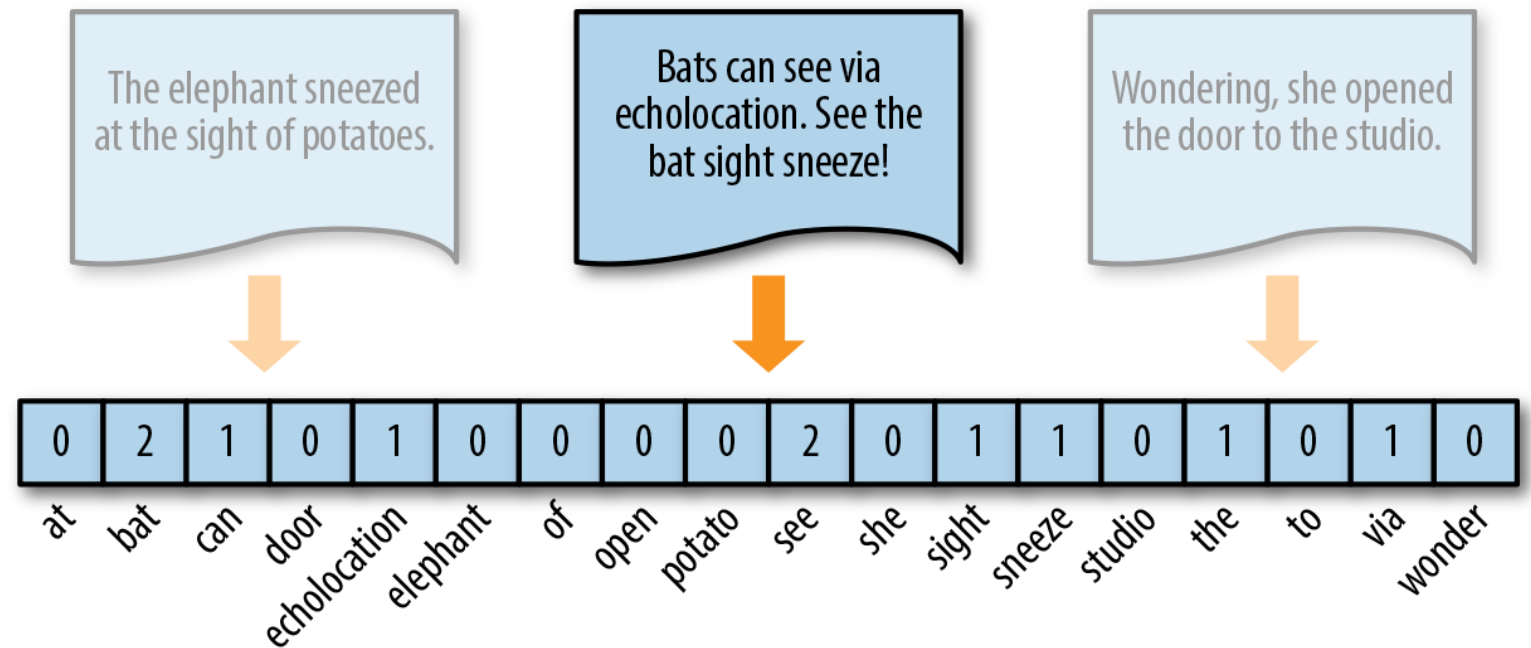 The elephant sneezed
at the sight of potatoes.
Bats can see via
echolocation. See the
bat sight sneeze!
Wondering, she opened
the door to the studio.
0 2 1 0 1 0 0 0 0 2 0 1 1 0 1 0 1 0
at bat can door echolocation elephant of open potato see she sight sneeze studio the to via wonder